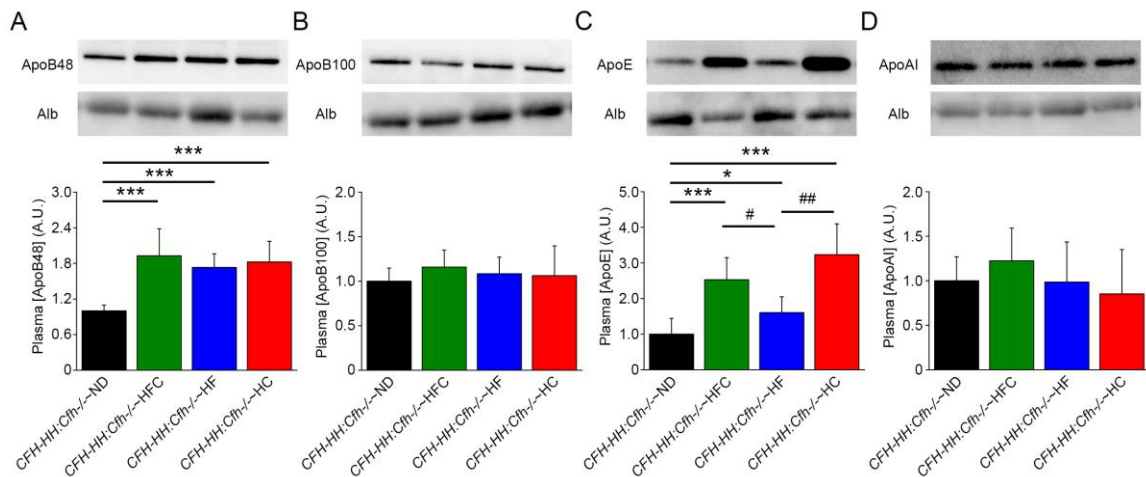 A
B
C
D
ApoB48
ApoB100
ApoE
ApoAI
Alb
Alb
Alb
Alb
***
***
***
Plasma [ApoB48] (A.U.)
3.0
2.4
1.8
1.2
0.6
0
CFH-HH:Cfh-/-~ND
CFH-HH:Cfh-/-~HFC
CFH-HH:Cfh-/-~HF
CFH-HH:Cfh-/-~HC
Plasma [ApoB100] (A.U.)
2.0
1.5
1.0
0.5
0.0
CFH-HH:Cfh-/-~ND
CFH-HH:Cfh-/-~HFC
CFH-HH:Cfh-/-~HF
CFH-HH:Cfh-/-~HC
***
*
***
##
#
Plasma [ApoE] (A.U.)
5.0
4.0
3.0
2.0
1.0
0
CFH-HH:Cfh-/-~ND
CFH-HH:Cfh-/-~HFC
CFH-HH:Cfh-/-~HF
CFH-HH:Cfh-/-~HC
Plasma [ApoAI] (A.U.)
2.0
1.5
1.0
0.5
0
CFH-HH:Cfh-/-~ND
CFH-HH:Cfh-/-~HFC
CFH-HH:Cfh-/-~HF
CFH-HH:Cfh-/-~HC